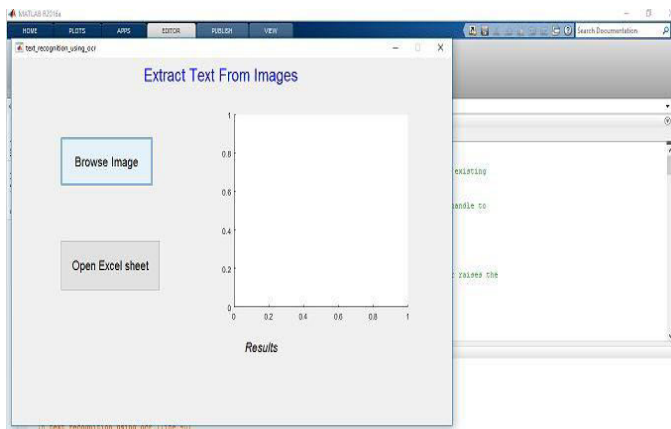 MATLAB R2016a
HOME PLOTS APPS EDITOR PUBLISH VIEW
Search Documentation
text_recognition_using_ocr
Extract Text From Images
Browse Image
Open Excel sheet
1
0.8
0.6
0.4
0.2
0
0 0.2 0.4 0.6 0.8 1
Results
existing
handle to
raises the
In text_recognition_using_ocr